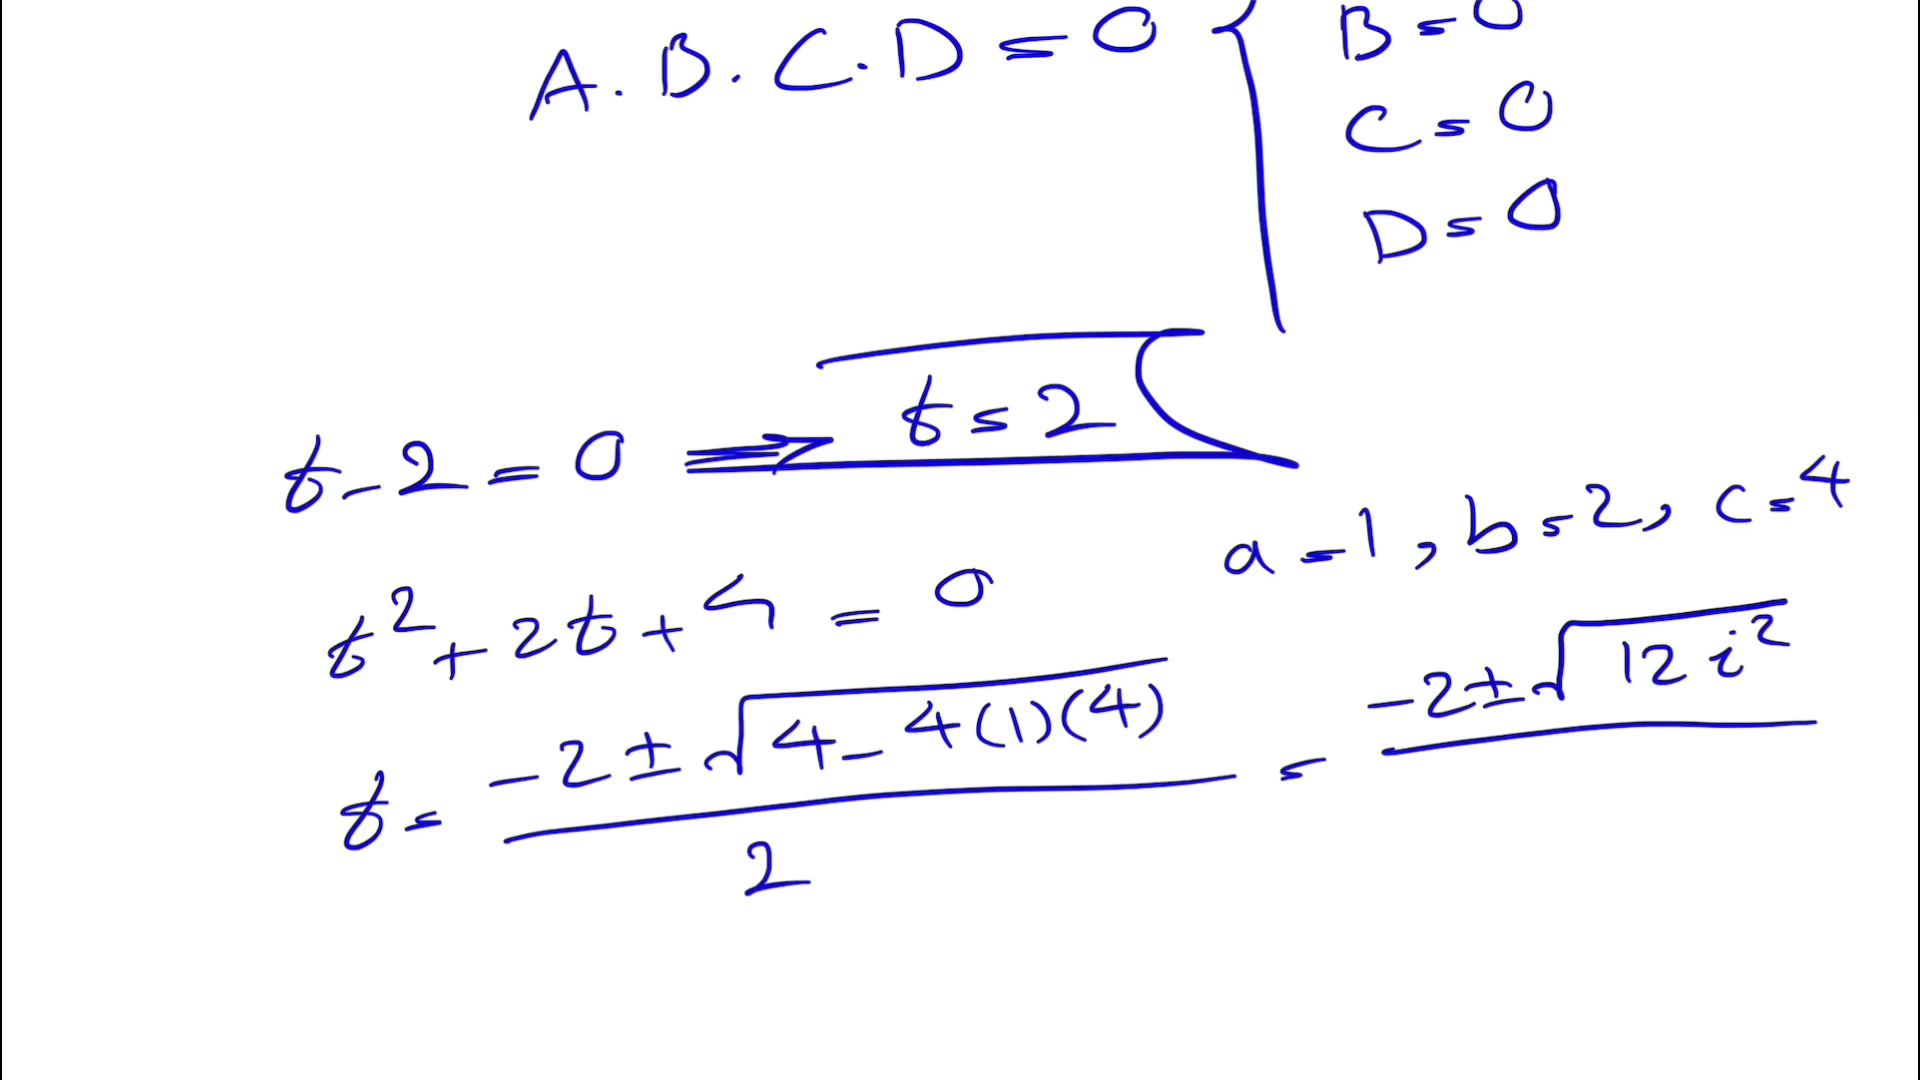 A.B.C.D=0
B=0
C=0
D=0
t-2=0 ⟹ t=2
t²+2t+4=0
a=1, b=2, c=4
t= (-2±√(4-4(1)(4)))/2 = -2±√(12i²)